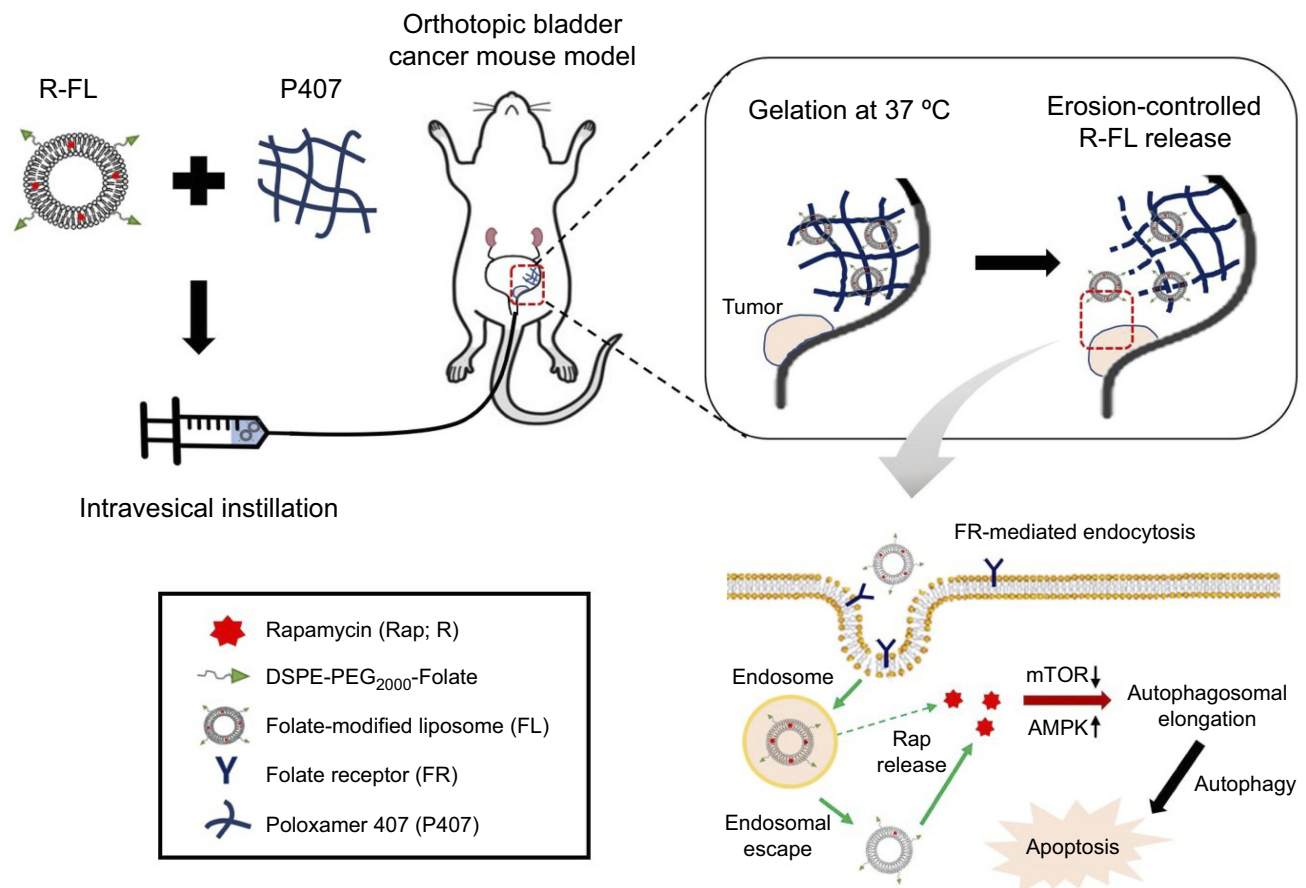 Orthotopic bladder
cancer mouse model
R-FL
P407
Intravesical instillation
Gelation at 37 ºC
Erosion-controlled
R-FL release
Tumor
FR-mediated endocytosis
Endosome
Rap
release
mTOR
AMPK
Autophagosomal
elongation
Autophagy
Endosomal
escape
Apoptosis
Rapamycin (Rap; R)
DSPE-PEG2000-Folate
Folate-modified liposome (FL)
Folate receptor (FR)
Poloxamer 407 (P407)